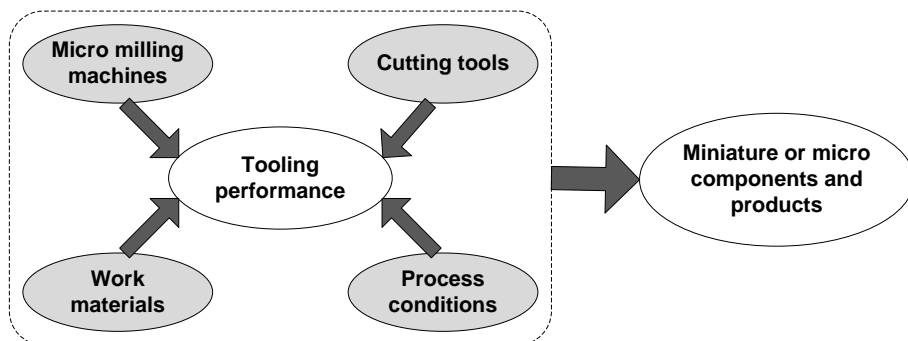 Micro milling
machines
Cutting tools
Tooling
performance
Miniature or micro
components and
products
Work
materials
Process
conditions